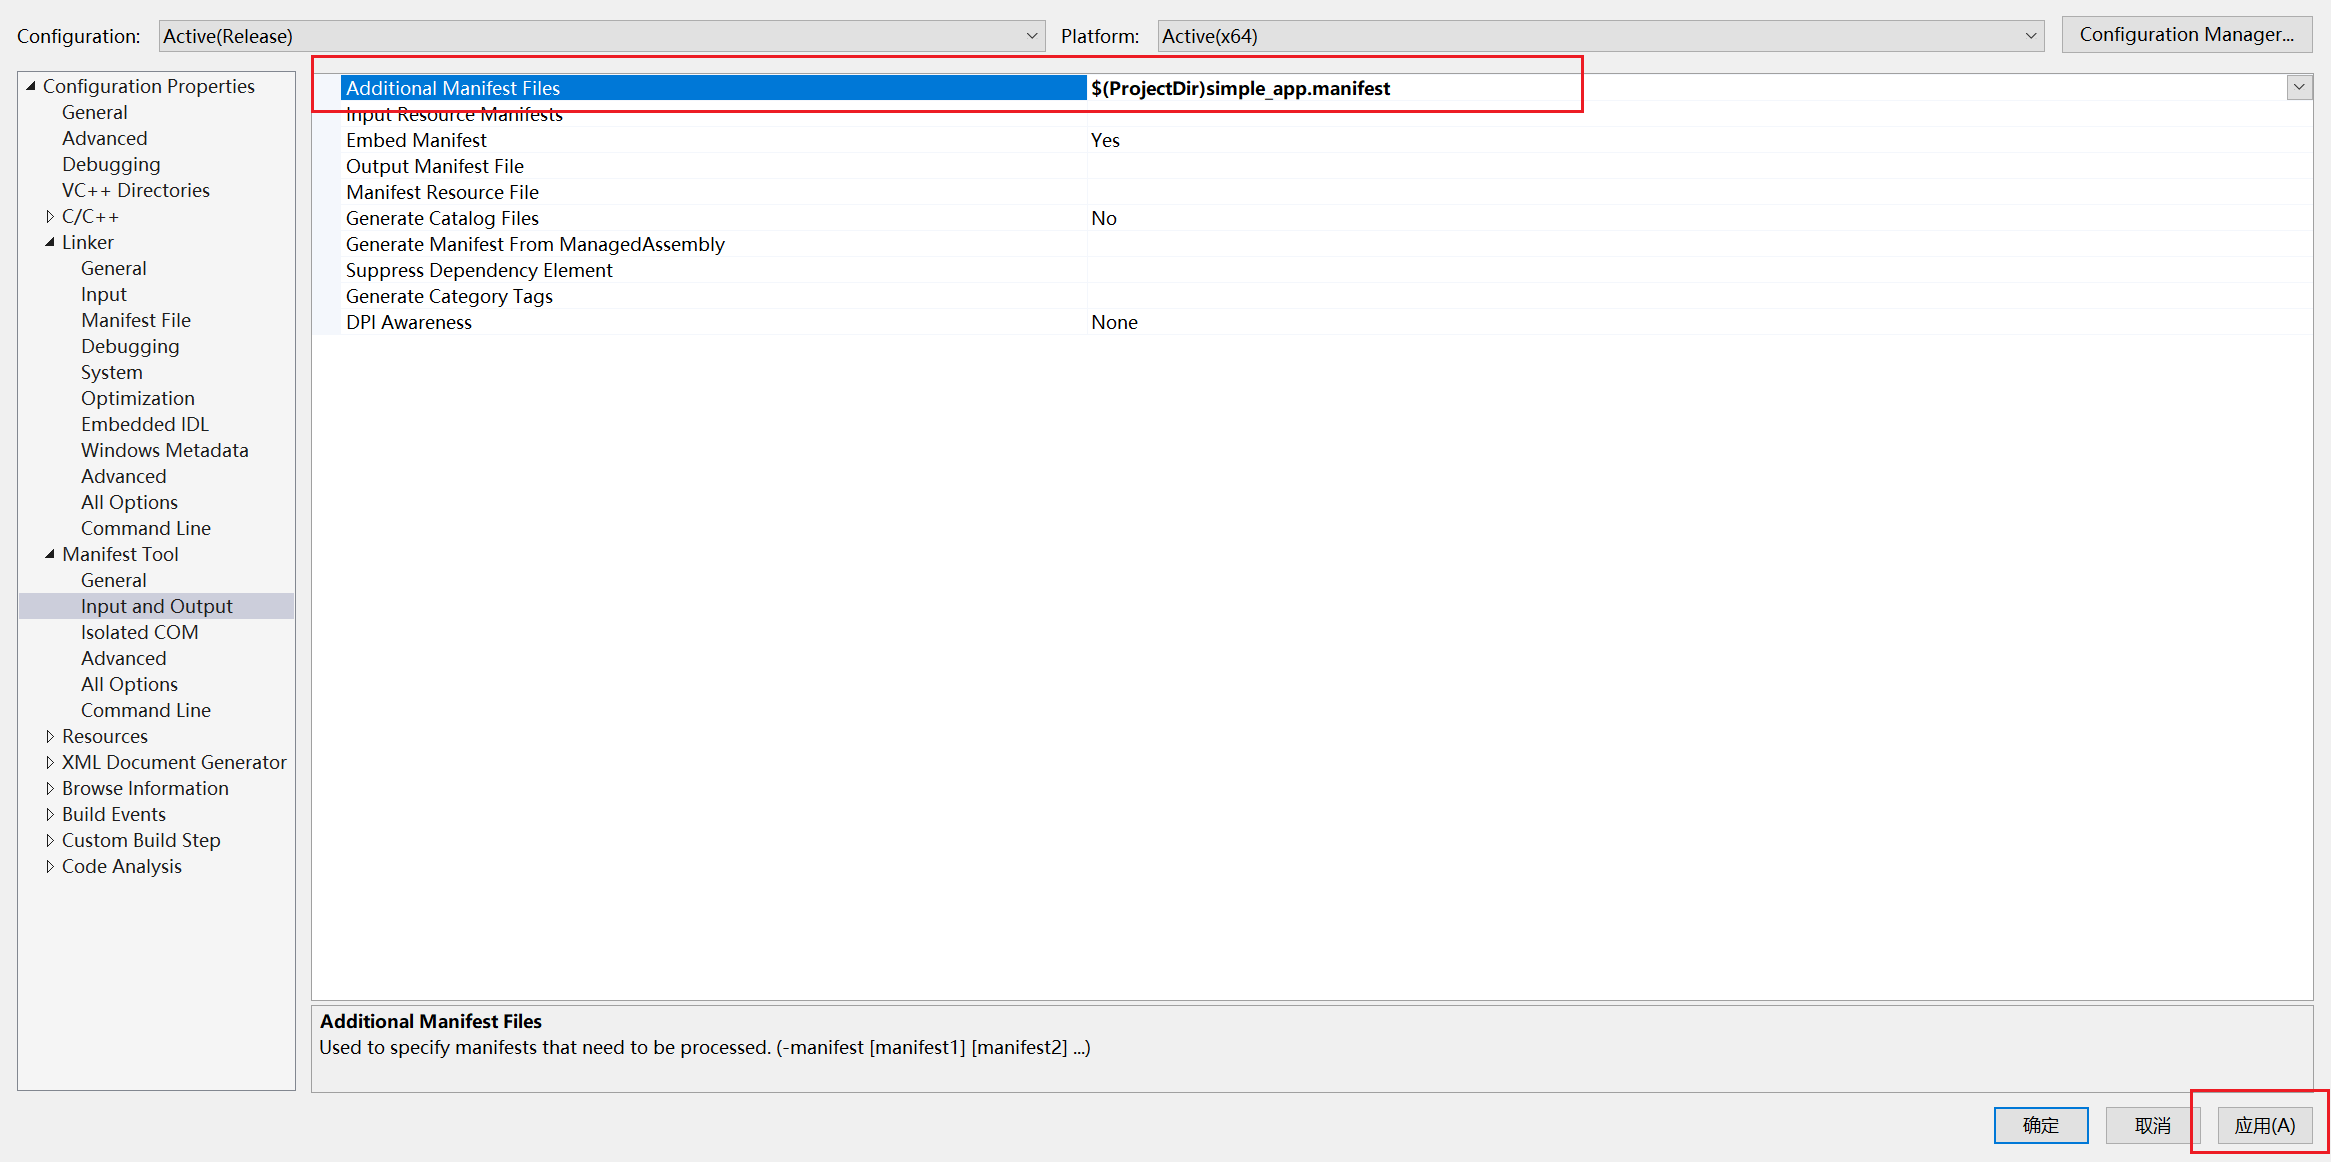 Configuration: Active(Release) Platform: Active(x64) Configuration Manager...
Configuration Properties
General
Advanced
Debugging
VC++ Directories
C/C++
Linker
General
Input
Manifest File
Debugging
System
Optimization
Embedded IDL
Windows Metadata
Advanced
All Options
Command Line
Manifest Tool
General
Input and Output
Isolated COM
Advanced
All Options
Command Line
Resources
XML Document Generator
Browse Information
Build Events
Custom Build Step
Code Analysis
Additional Manifest Files $(ProjectDir)simple_app.manifest
Input Resource Manifests
Embed Manifest Yes
Output Manifest File
Manifest Resource File
Generate Catalog Files No
Generate Manifest From ManagedAssembly
Suppress Dependency Element
Generate Category Tags
DPI Awareness None
Additional Manifest Files
Used to specify manifests that need to be processed. (-manifest [manifest1] [manifest2] ...)
确定 取消 应用(A)